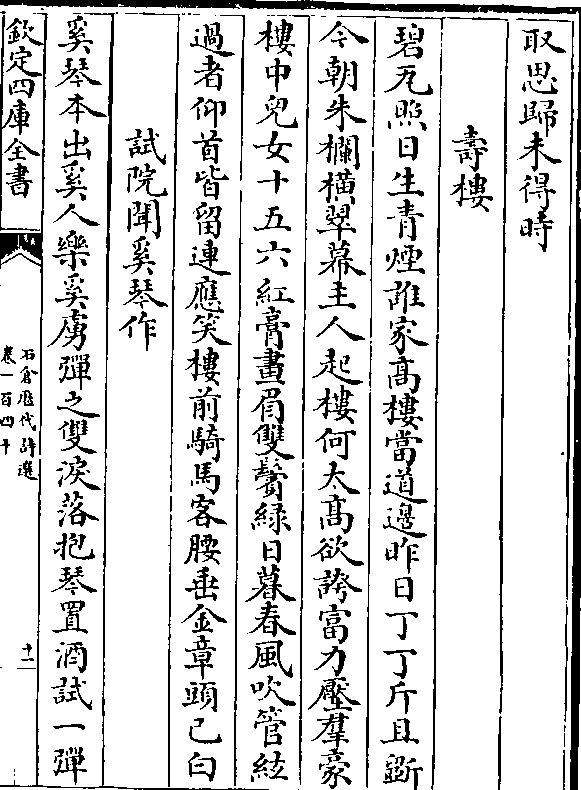 取思歸未得時
壽樓
碧瓦照日生青煙誰家高樓當道邊昨日丁丁斤且斲
今朝朱欄橫翠幕主人起樓何太高欲誇富力壓羣豪
樓中兒女十五六紅膏畫眉雙鬢綠日暮春風吹管絃
過者仰首皆留連應笑樓前騎馬客腰垂金章頭已白
試院聞奚琴作
奚琴本出奚人樂奚虜彈之雙淚落抱琴置酒試一彈
欽定四庫全書
石倉歷代詩選
卷一百四十
十二